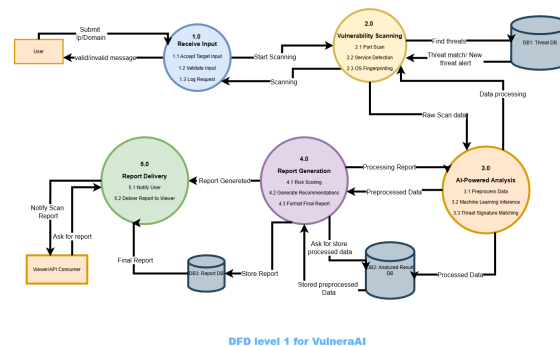 Submit
Ip/Domain
User
valid/invalid message
1.0
Receive Input
1.1 Accept Target Input
1.2 Validate Input
1.3 Log Request
Start Scanning
Scanning
2.0
Vulnerability Scanning
2.1 Port Scan
2.2 Service Detection
2.3 OS Fingerprinting
Find threats
Threat match/ New
threat alert
DB1: Threat DB
Data processing
Raw Scan data
5.0
Report Delivery
5.1 Notify User
5.2 Deliver Report to Viewer
Report Generated
4.0
Report Generation
4.1 Risk Scoring
4.2 Generate Recommendations
4.3 Format Final Report
Processing Report
Preprocessed Data
3.0
AI-Powered Analysis
3.1 Preprocess Data
3.2 Machine Learning Inference
3.3 Threat Signature Matching
Notify Scan
Report
Ask for report
Viewer/API Consumer
Final Report
DB3: Report DB
Store Report
Ask for store
processed data
Stored preprocessed
Data
DB2: Analyzed Result
DB
Processed Data
DFD level 1 for VulneraAI